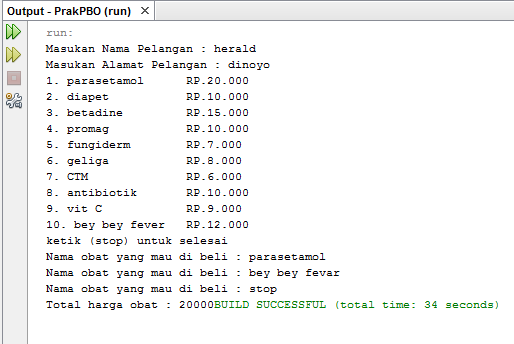 Output - PrakPBO (run) ×
run:
Masukan Nama Pelangan : herald
Masukan Alamat Pelangan : dinoyo
1. parasetamol RP.20.000
2. diapet RP.10.000
3. betadine RP.15.000
4. promag RP.10.000
5. fungiderm RP.7.000
6. geliga RP.8.000
7. CTM RP.6.000
8. antibiotik RP.10.000
9. vit C RP.9.000
10. bey bey fever RP.12.000
ketik (stop) untuk selesai
Nama obat yang mau di beli : parasetamol
Nama obat yang mau di beli : bey bey fevar
Nama obat yang mau di beli : stop
Total harga obat : 20000BUILD SUCCESSFUL (total time: 34 seconds)